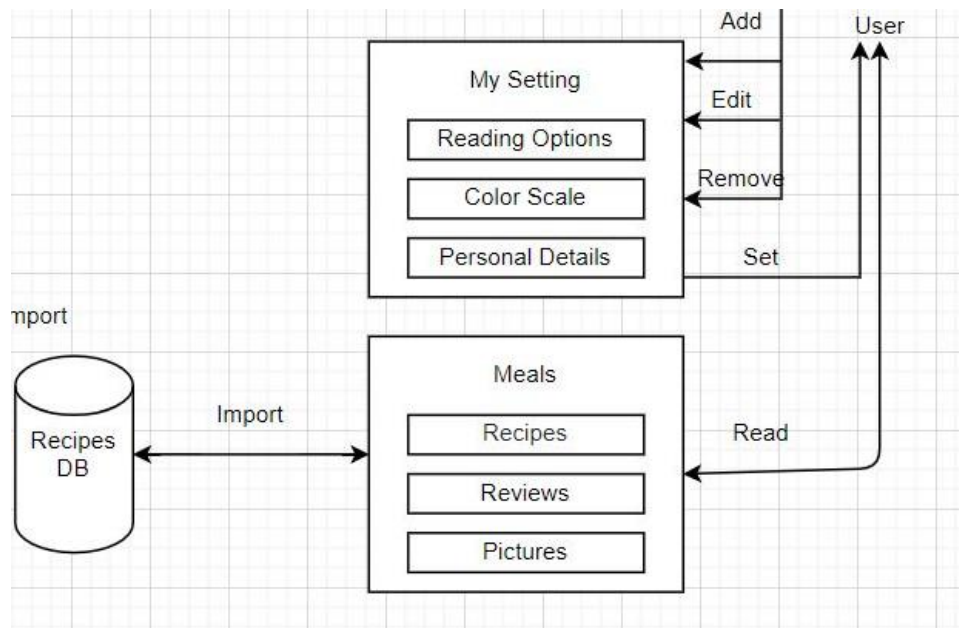 Add
User
My Setting
Edit
Reading Options
Remove
Color Scale
Personal Details
Set
mport
Meals
Import
Recipes
Read
Recipes
DB
Reviews
Pictures